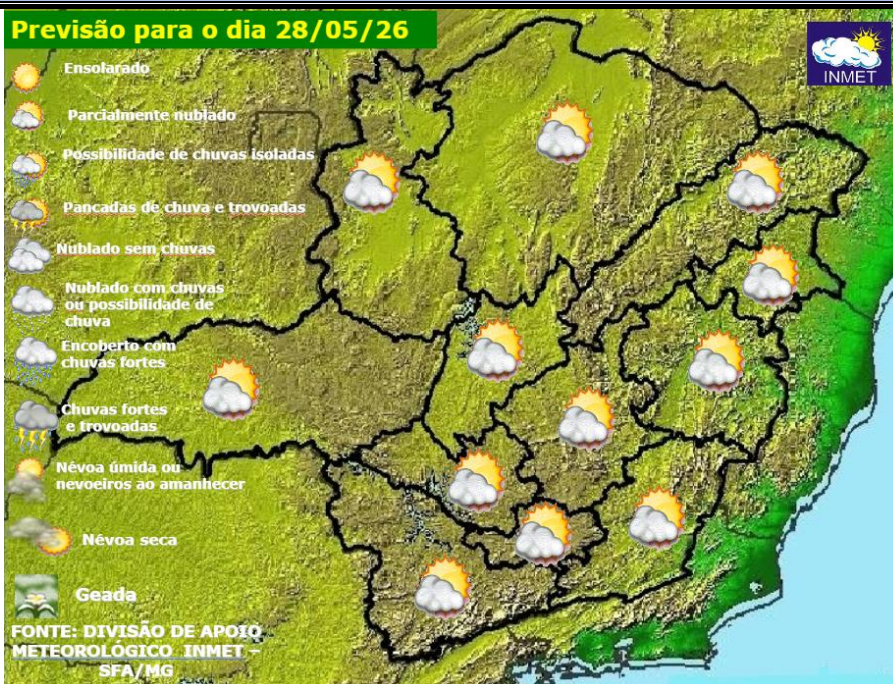 Previsão para o dia 28/05/26
INMET
Ensolarado
Parcialmente nublado
Possibilidade de chuvas isoladas
Pancadas de chuva e trovoadas
Nublado sem chuvas
Nublado com chuvas
ou possibilidade de
chuva
Encoberto com
chuvas fortes
Chuvas fortes
e trovoadas
Névoa úmida ou
nevoeiros ao amanhecer
Névoa seca
Geada
FONTE: DIVISÃO DE APOIO
METEOROLÓGICO INMET –
SFA/MG